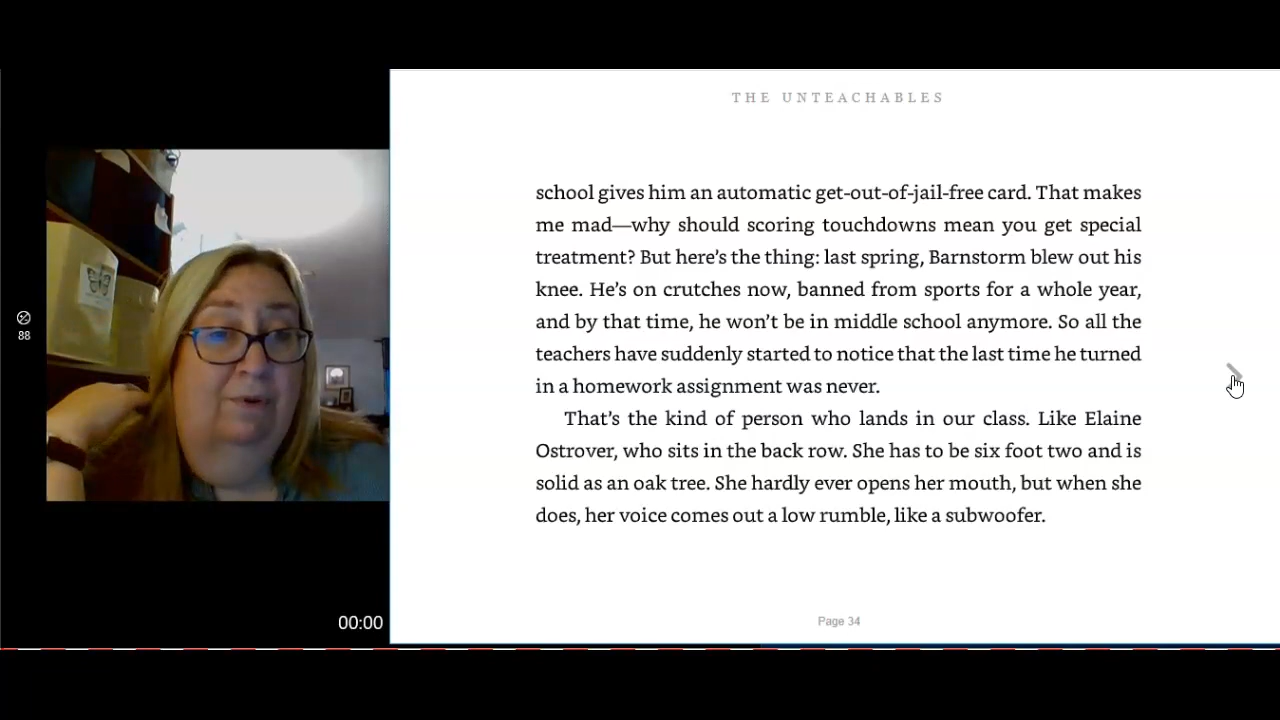 THE UNTEACHABLES
school gives him an automatic get-out-of-jail-free card. That makes
me mad—why should scoring touchdowns mean you get special
treatment? But here’s the thing: last spring, Barnstorm blew out his
knee. He’s on crutches now, banned from sports for a whole year,
and by that time, he won’t be in middle school anymore. So all the
teachers have suddenly started to notice that the last time he turned
in a homework assignment was never.
That’s the kind of person who lands in our class. Like Elaine
Ostrover, who sits in the back row. She has to be six foot two and is
solid as an oak tree. She hardly ever opens her mouth, but when she
does, her voice comes out a low rumble, like a subwoofer.
Page 34
88
00:00